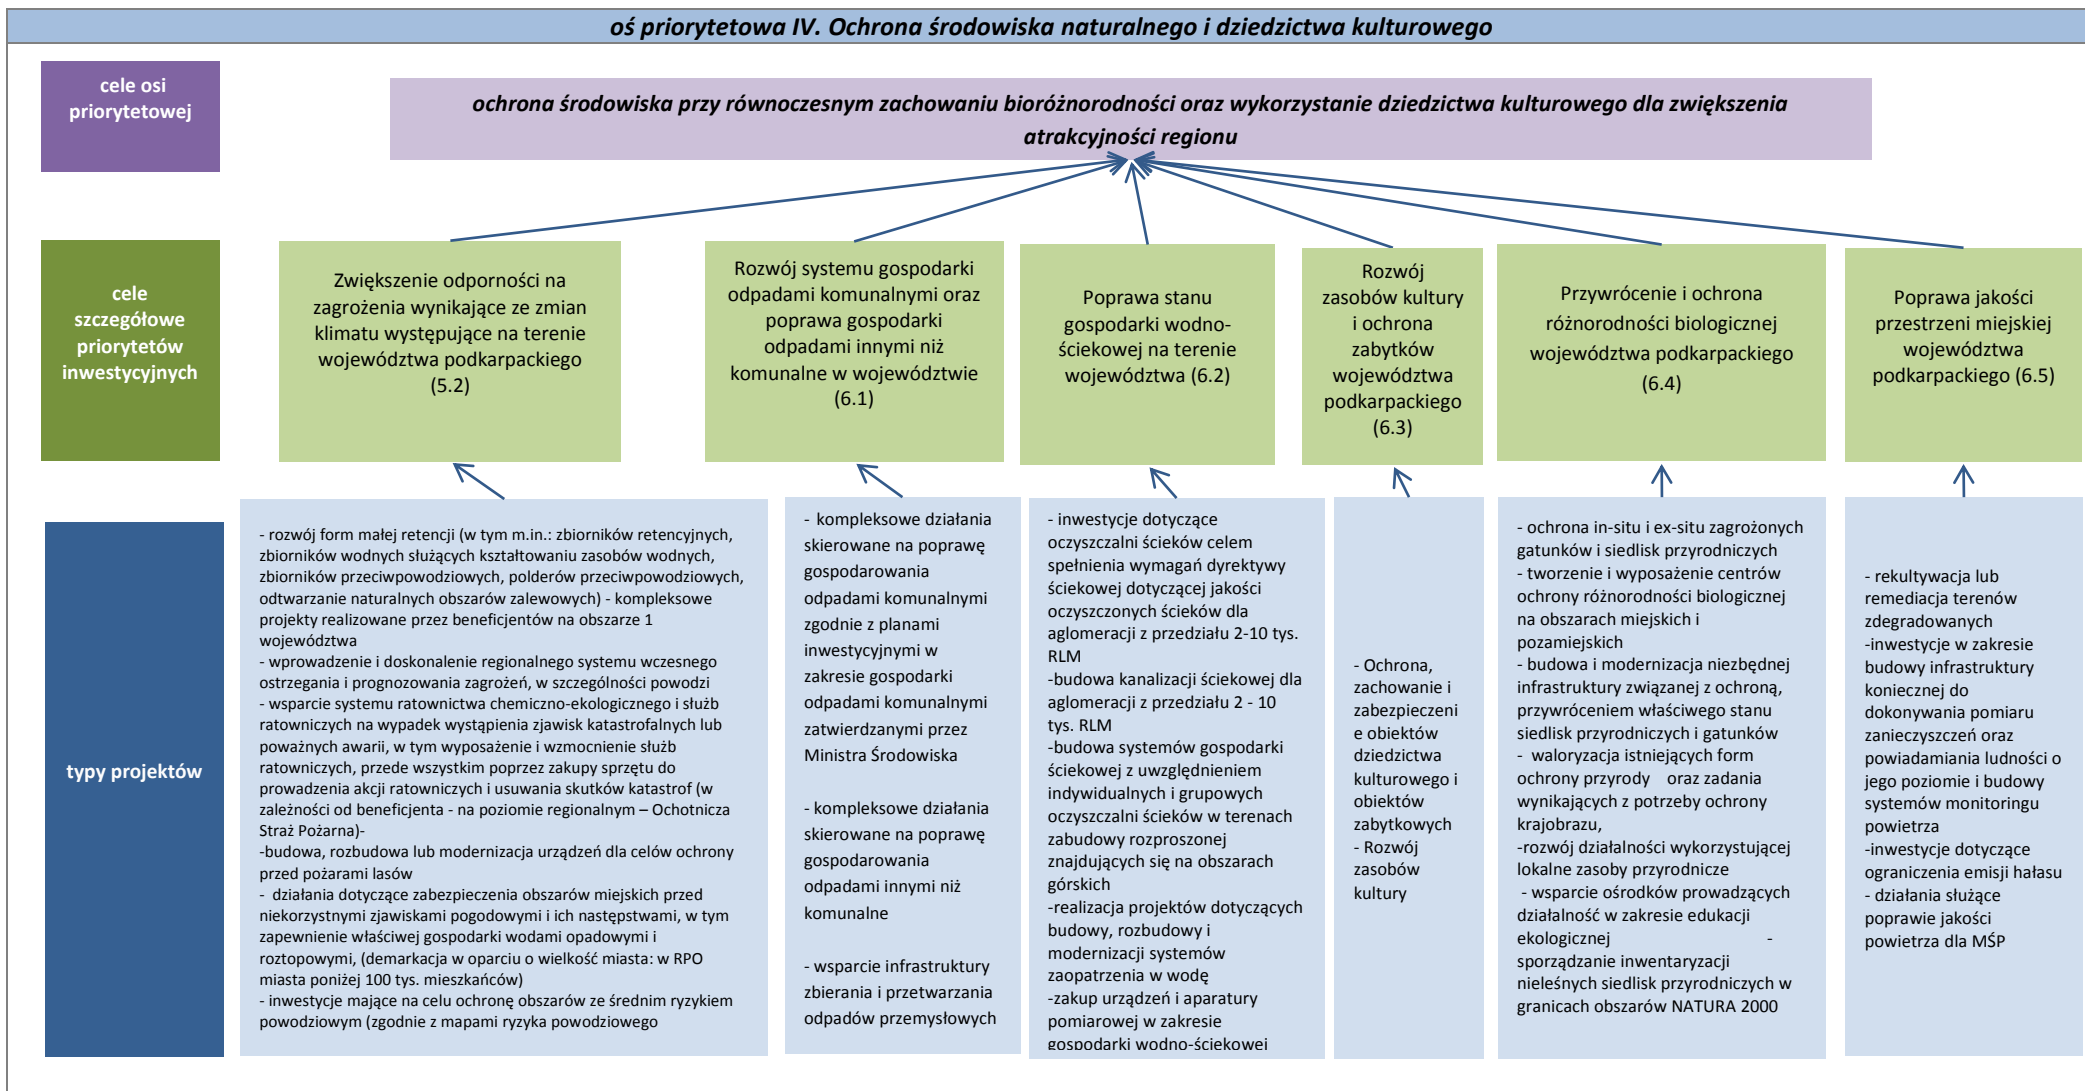 oś priorytetowa IV. Ochrona środowiska naturalnego i dziedzictwa kulturowego
cele osi
priorytetowej
ochrona środowiska przy równoczesnym zachowaniu bioróżnorodności oraz wykorzystanie dziedzictwa kulturowego dla zwiększenia
atrakcyjności regionu
cele
szczegółowe
priorytetów
inwestycyjnych
Zwiększenie odporności na
zagrożenia wynikające ze zmian
klimatu występujące na terenie
województwa podkarpackiego
(5.2)
Rozwój systemu gospodarki
odpadami komunalnymi oraz
poprawa gospodarki
odpadami innymi niż
komunalne w województwie
(6.1)
Poprawa stanu
gospodarki wodno-
ściekowej na terenie
województwa (6.2)
Rozwój
zasobów kultury
i ochrona
zabytków
województwa
podkarpackiego
(6.3)
Przywrócenie i ochrona
różnorodności biologicznej
województwa podkarpackiego
(6.4)
Poprawa jakości
przestrzeni miejskiej
województwa
podkarpackiego (6.5)
typy projektów
- rozwój form małej retencji (w tym m.in.: zbiorników retencyjnych,
zbiorników wodnych służących kształtowaniu zasobów wodnych,
zbiorników przeciwpowodziowych, polderów przeciwpowodziowych,
odtwarzanie naturalnych obszarów zalewowych) - kompleksowe
projekty realizowane przez beneficjentów na obszarze 1
województwa
- wprowadzenie i doskonalenie regionalnego systemu wczesnego
ostrzegania i prognozowania zagrożeń, w szczególności powodzi
- wsparcie systemu ratownictwa chemiczno-ekologicznego i służb
ratowniczych na wypadek wystąpienia zjawisk katastrofalnych lub
poważnych awarii, w tym wyposażenie i wzmocnienie służb
ratowniczych, przede wszystkim poprzez zakupy sprzętu do
prowadzenia akcji ratowniczych i usuwania skutków katastrof (w
zależności od beneficjenta - na poziomie regionalnym – Ochotnicza
Straż Pożarna)-
-budowa, rozbudowa lub modernizacja urządzeń dla celów ochrony
przed pożarami lasów
- działania dotyczące zabezpieczenia obszarów miejskich przed
niekorzystnymi zjawiskami pogodowymi i ich następstwami, w tym
zapewnienie właściwej gospodarki wodami opadowymi i
roztopowymi, (demarkacja w oparciu o wielkość miasta: w RPO
miasta poniżej 100 tys. mieszkańców)
- inwestycje mające na celu ochronę obszarów ze średnim ryzykiem
powodziowym (zgodnie z mapami ryzyka powodziowego
- kompleksowe działania
skierowane na poprawę
gospodarowania
odpadami komunalnymi
zgodnie z planami
inwestycyjnymi w
zakresie gospodarki
odpadami komunalnymi
zatwierdzanymi przez
Ministra Środowiska
- kompleksowe działania
skierowane na poprawę
gospodarowania
odpadami innymi niż
komunalne
- wsparcie infrastruktury
zbierania i przetwarzania
odpadów przemysłowych
- inwestycje dotyczące
oczyszczalni ścieków celem
spełnienia wymagań dyrektywy
ściekowej dotyczącej jakości
oczyszczonych ścieków dla
aglomeracji z przedziału 2-10 tys.
RLM
-budowa kanalizacji ściekowej dla
aglomeracji z przedziału 2 - 10
tys. RLM
-budowa systemów gospodarki
ściekowej z uwzględnieniem
indywidualnych i grupowych
oczyszczalni ścieków w terenach
zabudowy rozproszonej
znajdujących się na obszarach
górskich
-realizacja projektów dotyczących
budowy, rozbudowy i
modernizacji systemów
zaopatrzenia w wodę
-zakup urządzeń i aparatury
pomiarowej w zakresie
gospodarki wodno-ściekowej
- Ochrona,
zachowanie i
zabezpieczeni
e obiektów
dziedzictwa
kulturowego i
obiektów
zabytkowych
- Rozwój
zasobów
kultury
- ochrona in-situ i ex-situ zagrożonych
gatunków i siedlisk przyrodniczych
- tworzenie i wyposażenie centrów
ochrony różnorodności biologicznej
na obszarach miejskich i
pozamiejskich
- budowa i modernizacja niezbędnej
infrastruktury związanej z ochroną,
przywróceniem właściwego stanu
siedlisk przyrodniczych i gatunków
- waloryzacja istniejących form
ochrony przyrody oraz zadania
wynikających z potrzeby ochrony
krajobrazu,
-rozwój działalności wykorzystującej
lokalne zasoby przyrodnicze
- wsparcie ośrodków prowadzących
działalność w zakresie edukacji
ekologicznej -
sporządzanie inwentaryzacji
nieleśnych siedlisk przyrodniczych w
granicach obszarów NATURA 2000
- rekultywacja lub
remediacja terenów
zdegradowanych
-inwestycje w zakresie
budowy infrastruktury
koniecznej do
dokonywania pomiaru
zanieczyszczeń oraz
powiadamiania ludności o
jego poziomie i budowy
systemów monitoringu
powietrza
-inwestycje dotyczące
ograniczenia emisji hałasu
- działania służące
poprawie jakości
powietrza dla MŚP